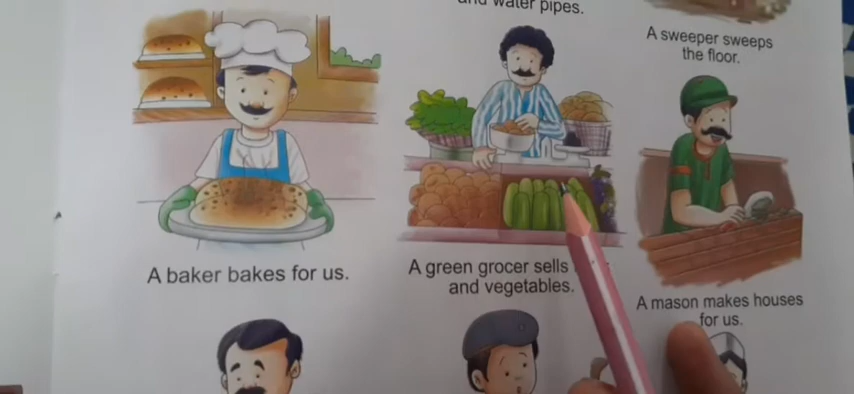 and water pipes.
A sweeper sweeps
the floor.
A baker bakes for us.
A green grocer sells
and vegetables.
A mason makes houses
for us.